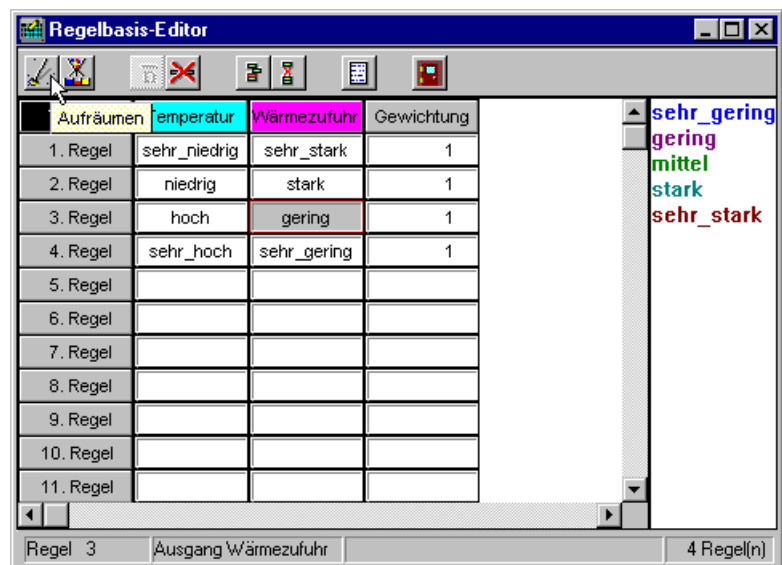 Regelbasis-Editor
Aufräumen Temperatur Wärmezufuhr Gewichtung
1. Regel sehr_niedrig sehr_stark 1
2. Regel niedrig stark 1
3. Regel hoch gering 1
4. Regel sehr_hoch sehr_gering 1
5. Regel
6. Regel
7. Regel
8. Regel
9. Regel
10. Regel
11. Regel
sehr_gering
gering
mittel
stark
sehr_stark
Regel 3 Ausgang Wärmezufuhr 4 Regel(n)